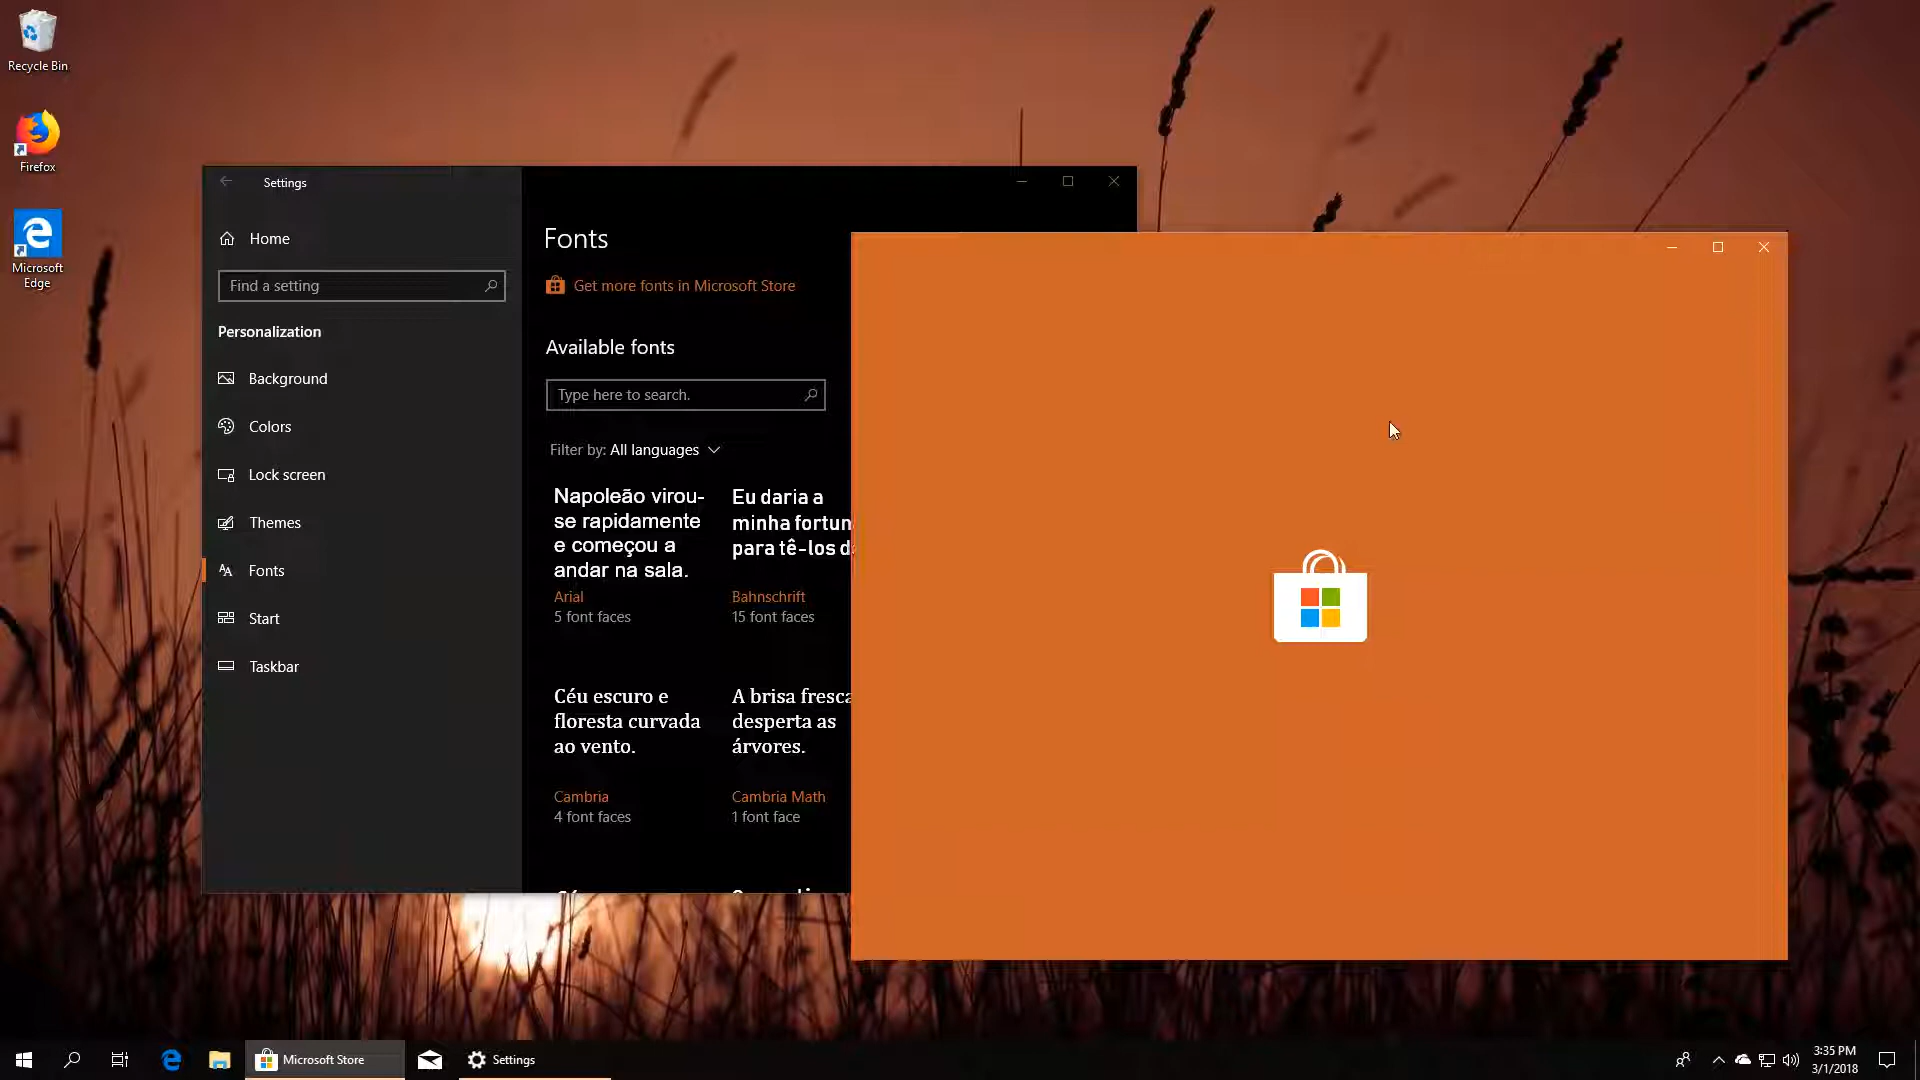 Recycle Bin
Firefox
Microsoft
Edge
Settings
Home
Find a setting
Personalization
Background
Colors
Lock screen
Themes
Fonts
Start
Taskbar
Fonts
Get more fonts in Microsoft Store
Available fonts
Type here to search.
Filter by: All languages
Napoleão virou-
se rapidamente
e começou a
andar na sala.
Arial
5 font faces
Eu daria a
minha fortun
para tê-los d
Bahnschrift
15 font faces
Céu escuro e
floresta curvada
ao vento.
Cambria
4 font faces
A brisa fresca
desperta as
árvores.
Cambria Math
1 font face
Microsoft Store
Settings
3:35 PM
3/1/2018